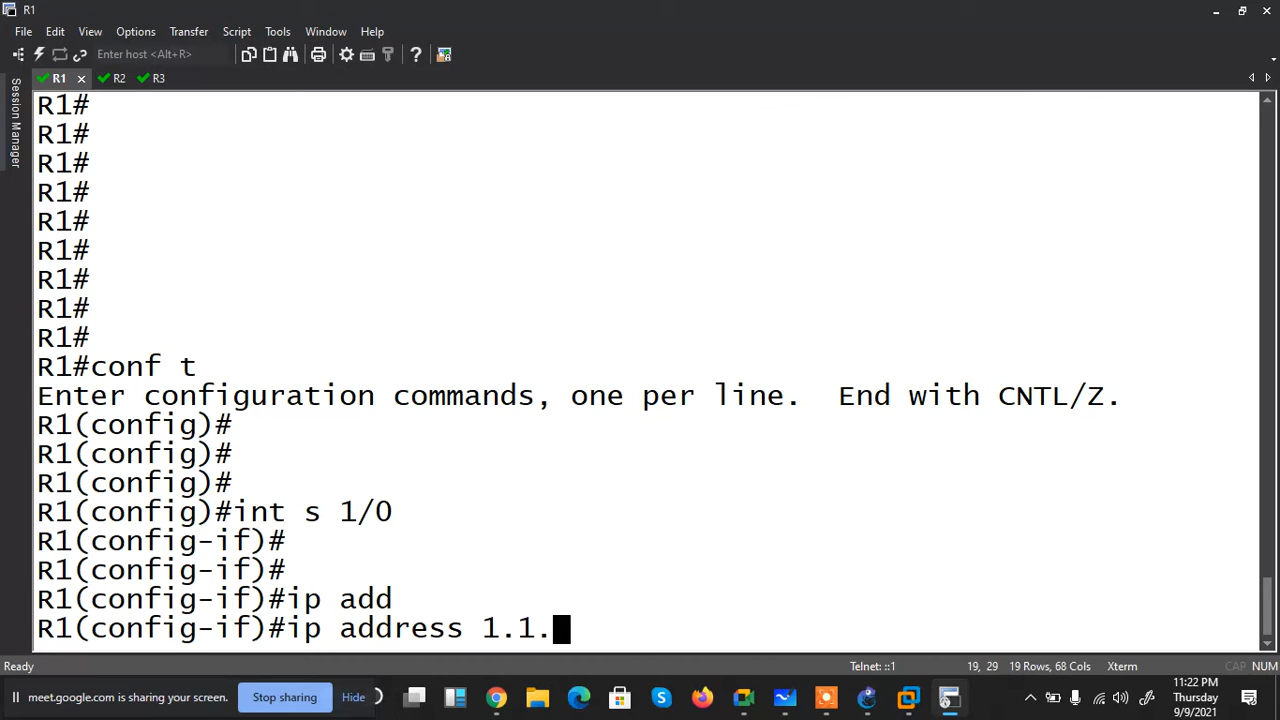 R1
File Edit View Options Transfer Script Tools Window Help
Enter host <Alt+R>
R1 R2 R3
Session Manager
R1#
R1#
R1#
R1#
R1#
R1#
R1#
R1#
R1#
R1#conf t
Enter configuration commands, one per line.  End with CNTL/Z.
R1(config)#
R1(config)#
R1(config)#
R1(config)#int s 1/0
R1(config-if)#
R1(config-if)#
R1(config-if)#ip add
R1(config-if)#ip address 1.1.
Ready Telnet: ::1 19, 29 19 Rows, 68 Cols Xterm CAP NUM
meet.google.com is sharing your screen. Stop sharing Hide
11:22 PM
Thursday
9/9/2021